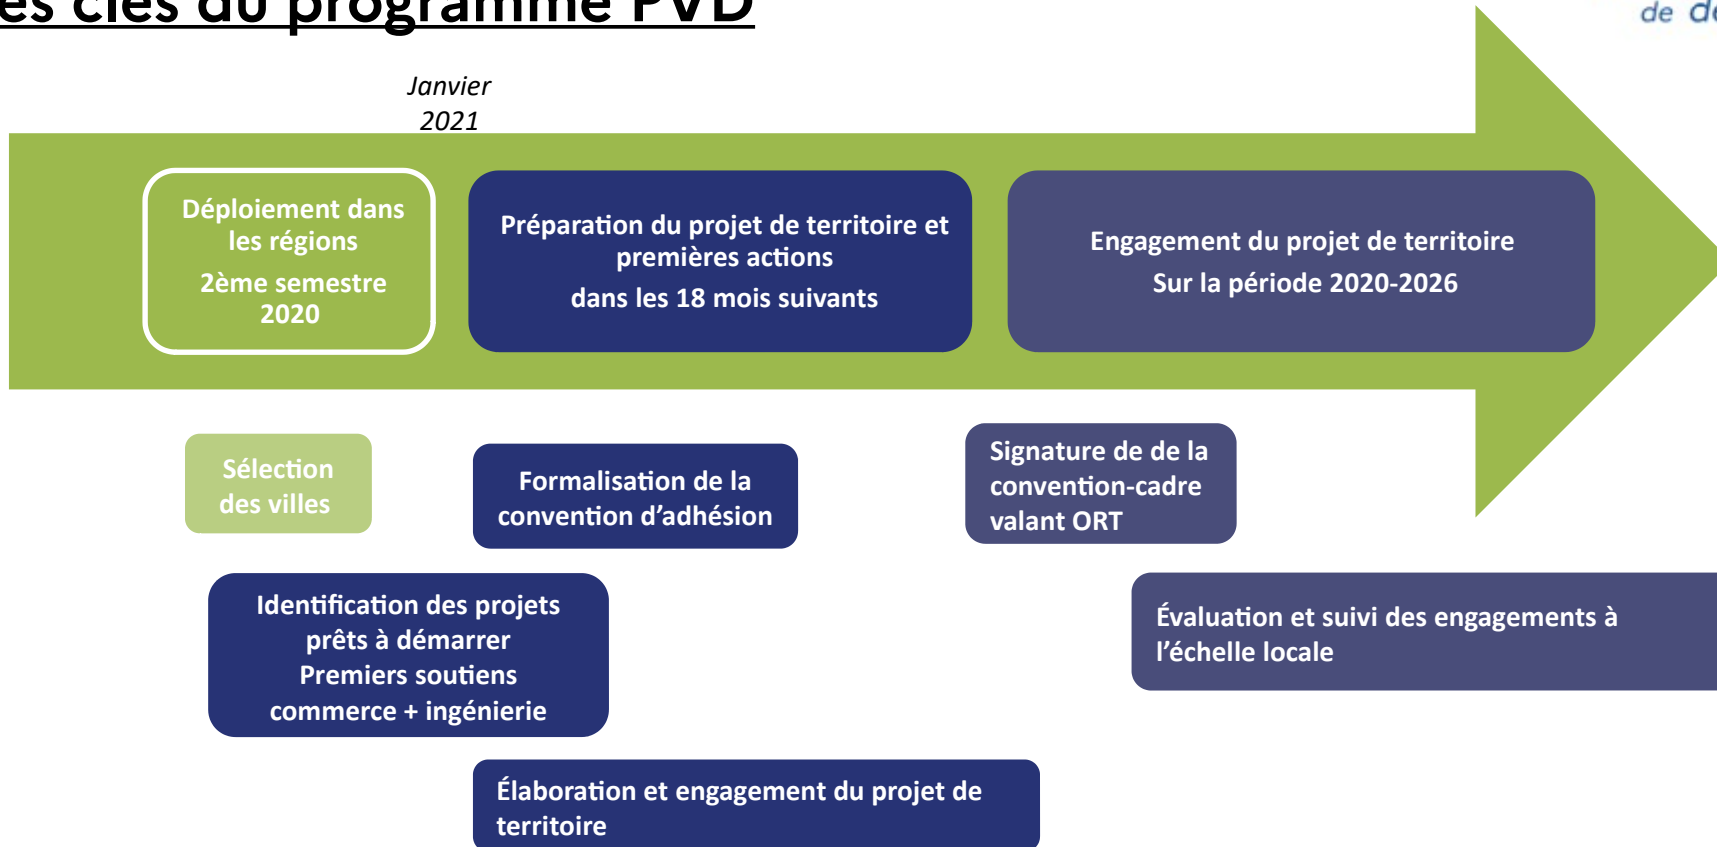 es clés du programme PVD
de
Janvier
2021
Déploiement dans
les régions
2ème semestre
2020
Préparation du projet de territoire et
premières actions
dans les 18 mois suivants
Engagement du projet de territoire
Sur la période 2020-2026
Sélection
des villes
Formalisation de la
convention d’adhésion
Signature de de la
convention-cadre
valant ORT
Identification des projets
prêts à démarrer
Premiers soutiens
commerce + ingénierie
Évaluation et suivi des engagements à
l’échelle locale
Élaboration et engagement du projet de
territoire